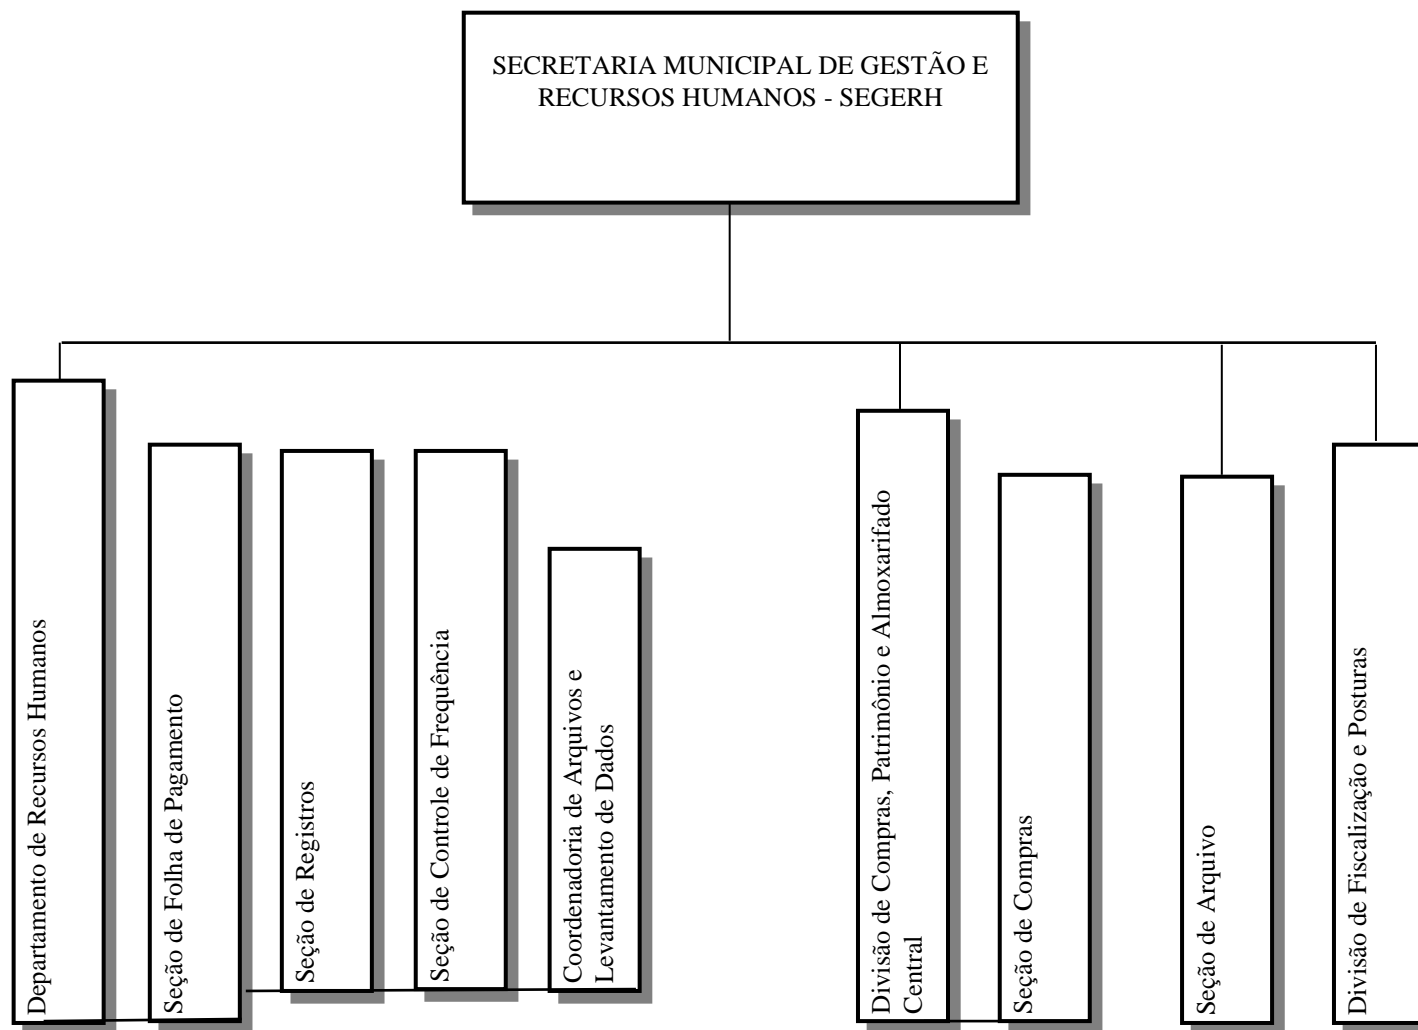 SECRETARIA MUNICIPAL DE GESTÃO E
RECURSOS HUMANOS - SEGERH
Departamento de Recursos Humanos
Seção de Folha de Pagamento
Seção de Registros
Seção de Controle de Frequência
Coordenadoria de Arquivos e
Levantamento de Dados
Divisão de Compras, Patrimônio e Almoxarifado
Central
Seção de Compras
Seção de Arquivo
Divisão de Fiscalização e Posturas